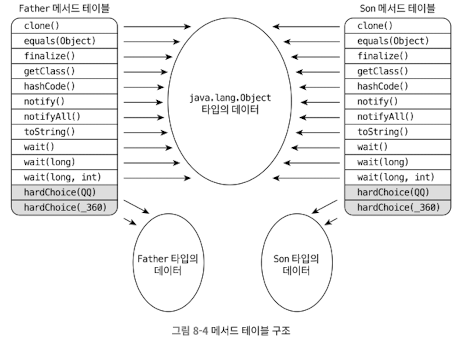 Father 메서드 테이블
clone()
equals(Object)
finalize()
getClass()
hashCode()
notify()
notifyAll()
toString()
wait()
wait(long)
wait(long, int)
hardChoice(QQ)
hardChoice(_360)
java.lang.Object
타입의 데이터
Son 메서드 테이블
clone()
equals(Object)
finalize()
getClass()
hashCode()
notify()
notifyAll()
toString()
wait()
wait(long)
wait(long, int)
hardChoice(QQ)
hardChoice(_360)
Father 타입의
데이터
Son 타입의
데이터
그림 8-4 메서드 테이블 구조